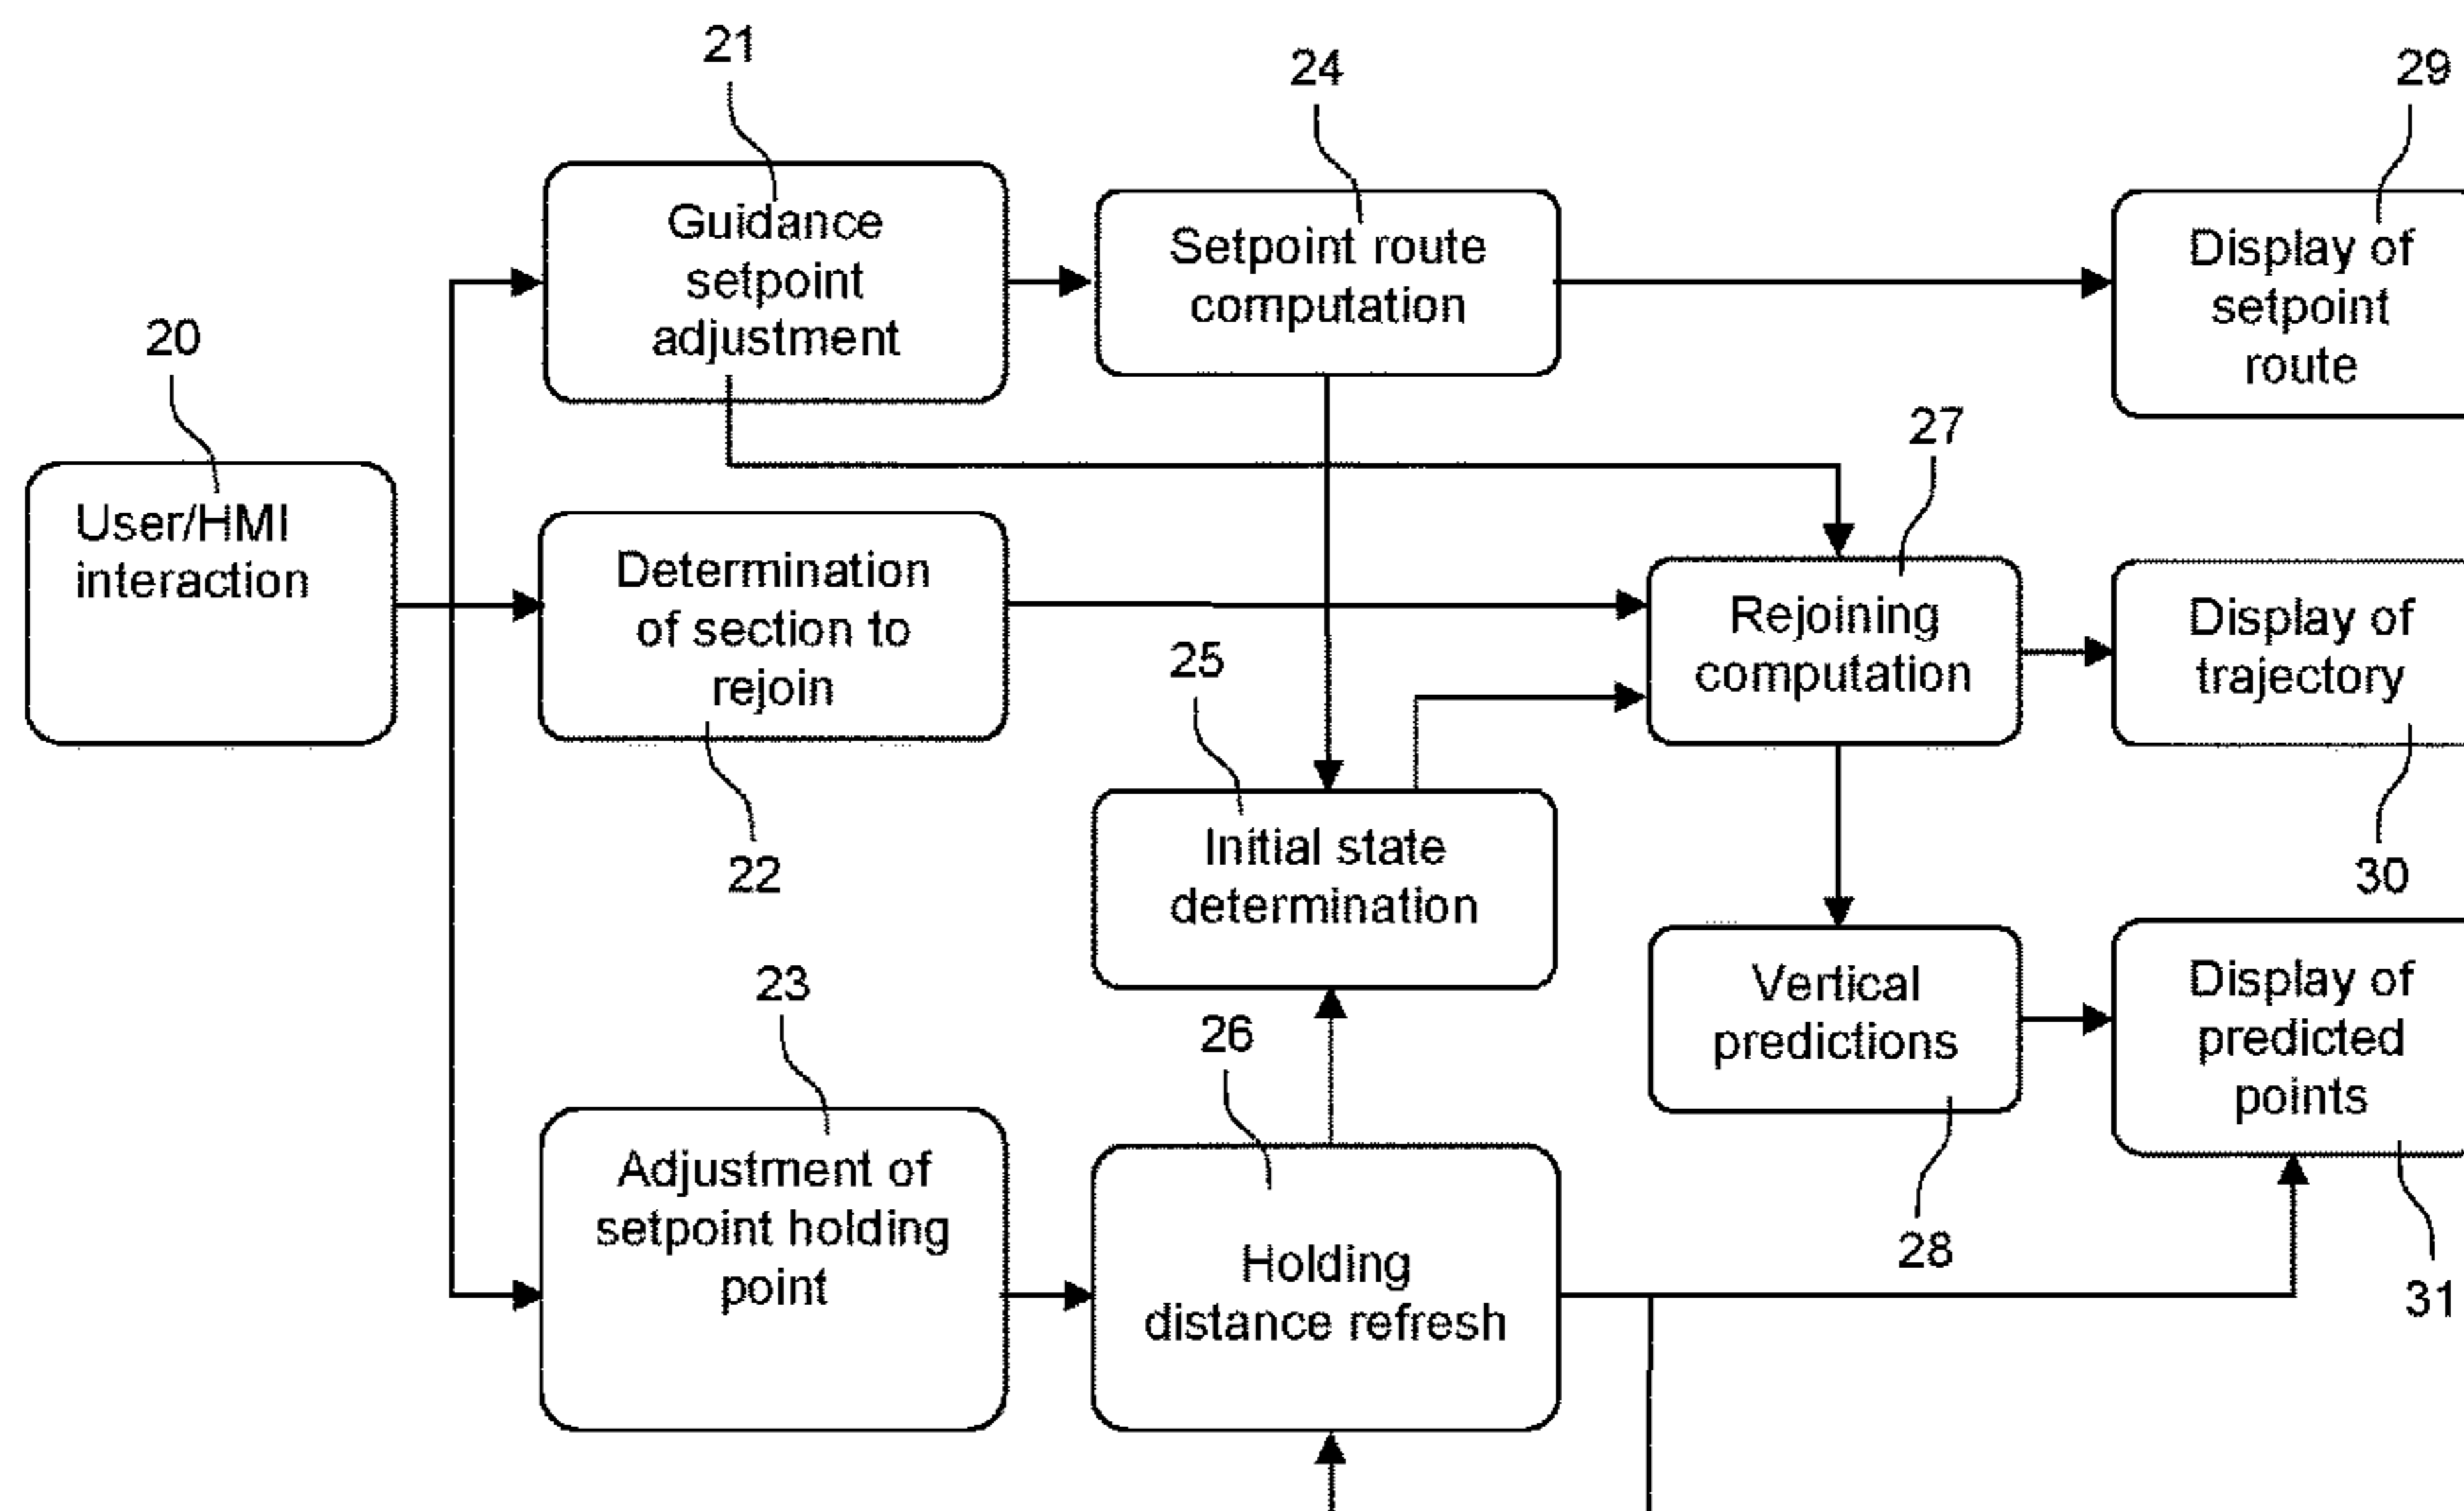 21
24
29
Guidance
setpoint
adjustment
Setpoint route
computation
Display of
setpoint
route
20
27
User/HMI
interaction
Determination
of section to
rejoin
25
Rejoining
computation
Display of
trajectory
22
Initial state
determination
30
23
26
Vertical
predictions
Display of
predicted
points
Adjustment of
setpoint holding
point
Holding
distance refresh
28
31